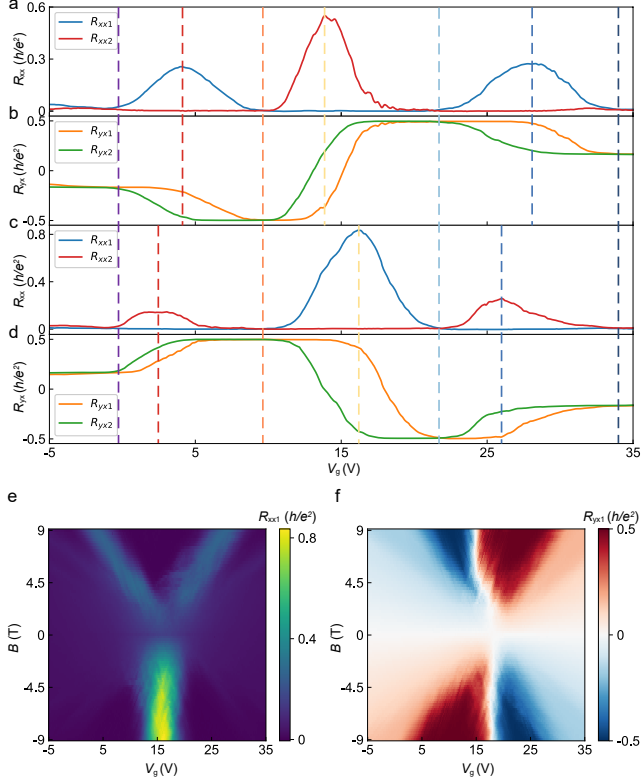 a
R_xx (h/e²)
0.6
0.3
0
R_xx1
R_xx2
b
R_yx (h/e²)
0.5
0
-0.5
R_yx1
R_yx2
c
R_xx (h/e²)
0.8
0.4
0
R_xx1
R_xx2
d
R_yx (h/e²)
0.5
0
-0.5
R_yx1
R_yx2
-5 5 15 25 35
V_g (V)
e
R_xx1 (h/e²)
B (T)
9
4.5
0
-4.5
-9
-5 5 15 25 35
V_g (V)
0.8
0.4
0
f
R_yx1 (h/e²)
B (T)
9
4.5
0
-4.5
-9
-5 5 15 25 35
V_g (V)
0.5
0
-0.5